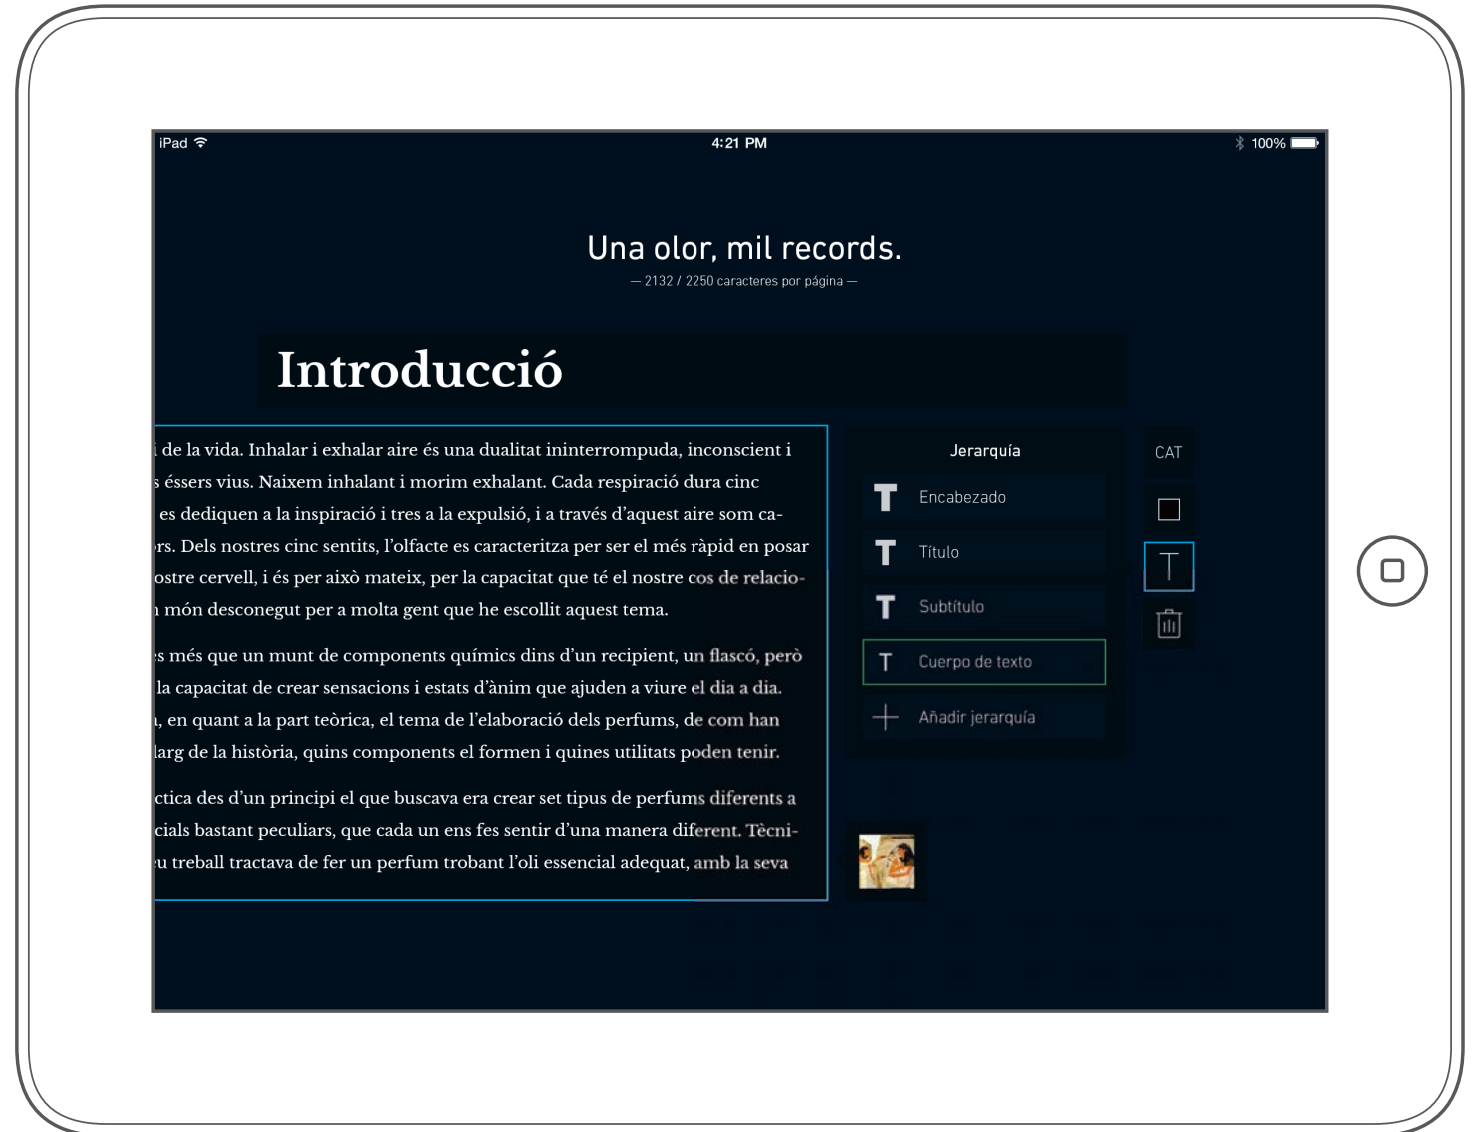 iPad
4:21 PM
100%
Una olor, mil records.
— 2132 / 2250 caracteres por página —
Introducció
de la vida. Inhalar i exhalar aire és una dualitat ininterrompuda, inconscient i
éssers vius. Naixem inhalant i morim exhalant. Cada respiració dura cinc
es dediquen a la inspiració i tres a la expulsió, i a través d’aquest aire som ca-
Dels nostres cinc sentits, l’olfacte es caracteritza per ser el més ràpid en posar
cervell, i és per això mateix, per la capacitat que té el nostre cos de relacio-
món desconegut per a molta gent que he escollit aquest tema.
més que un munt de components químics dins d’un recipient, un flascó, però
la capacitat de crear sensacions i estats d’ànim que ajuden a viure el dia a dia.
en quant a la part teòrica, el tema de l’elaboració dels perfums, de com han
de la història, quins components el formen i quines utilitats poden tenir.
des d’un principi el que buscava era crear set tipus de perfums diferents a
bastant peculiars, que cada un ens fes sentir d’una manera diferent. Tècni-
treball tractava de fer un perfum trobant l’oli essencial adequat, amb la seva
Jerarquía
T Encabezado
T Título
T Subtítulo
T Cuerpo de texto
Añadir jerarquía
CAT
T